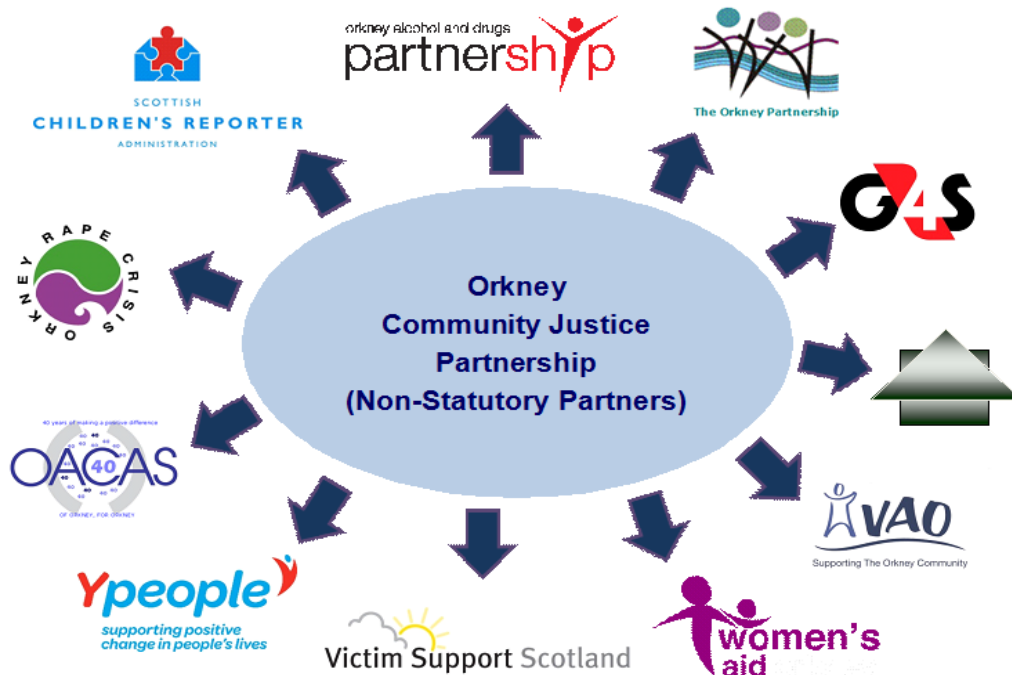 orkney alcohol and drugs
partnership
The Orkney Partnership
SCOTTISH
CHILDREN'S REPORTER
ADMINISTRATION
G4S
ORKNEY RAPE CRISIS
Orkney
Community Justice
Partnership
(Non-Statutory Partners)
40 years of making a positive difference
OACAS
40
OF ORKNEY, FOR ORKNEY
VAO
Supporting The Orkney Community
Ypeople
supporting positive
change in people's lives
Victim Support Scotland
women's
aid